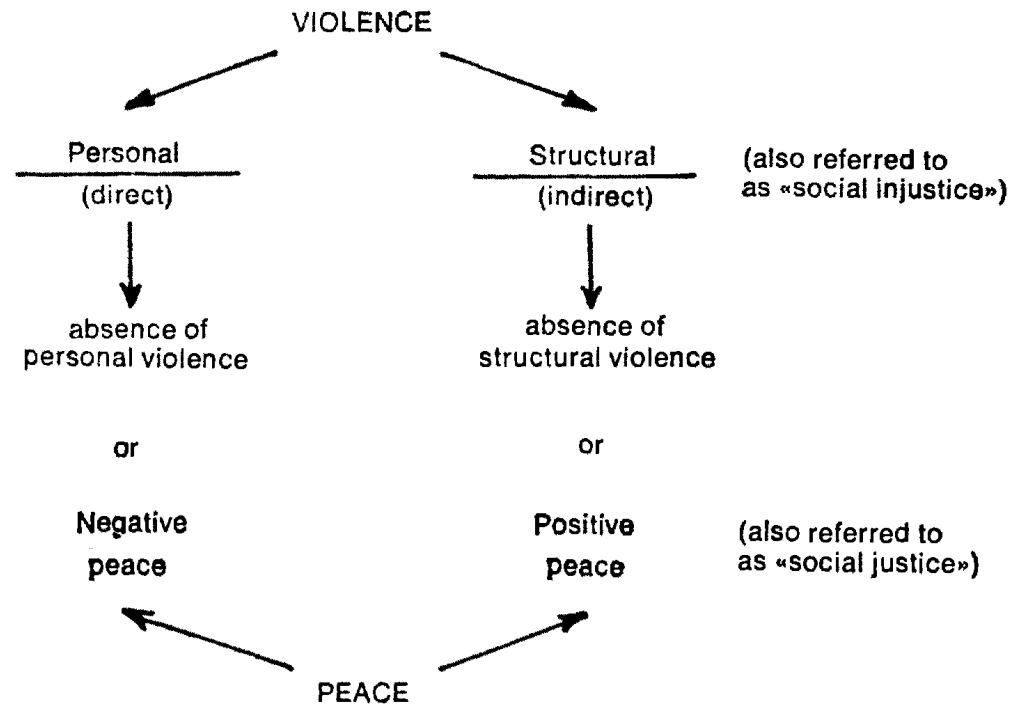 VIOLENCE
Personal
(direct)
Structural
(indirect)
(also referred to
as «social injustice»)
absence of
personal violence
absence of
structural violence
or
or
Negative
peace
Positive
peace
(also referred to
as «social justice»)
PEACE